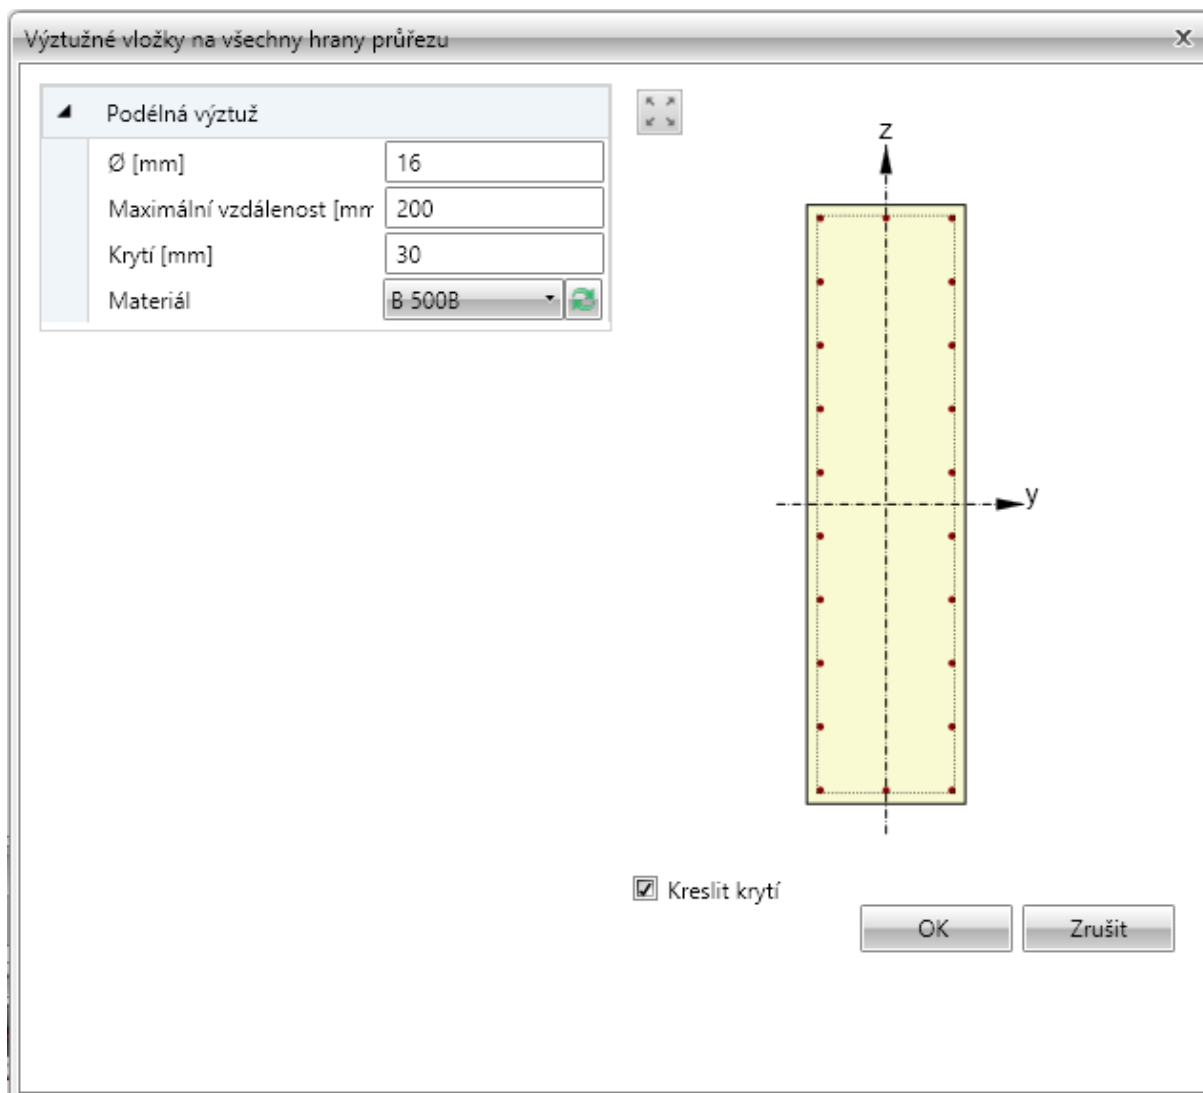 Výztužné vložky na všechny hrany průřezu
Podélná výztuž
Ø [mm] 16
Maximální vzdálenost [mm 200
Krytí [mm] 30
Materiál B 500B
z
y
Kreslit krytí
OK Zrušit